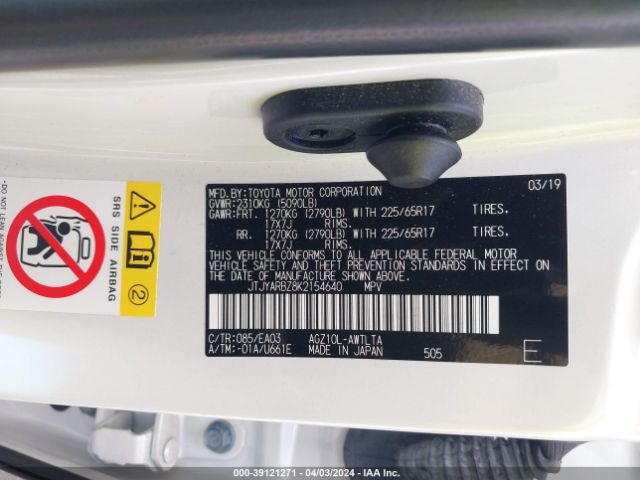 MFD.BY:TOYOTA MOTOR CORPORATION 03/19
GVWR:2310KG (5090LB)
GAWR:FRT. 1270KG (2790LB) WITH 225/65R17 TIRES.
17X7J RIMS.
RR. 1270KG (2790LB) WITH 225/65R17 TIRES.
17X7J RIMS.
THIS VEHICLE CONFORMS TO ALL APPLICABLE FEDERAL MOTOR
VEHICLE SAFETY AND THEFT PREVENTION STANDARDS IN EFFECT ON
THE DATE OF MANUFACTURE SHOWN ABOVE.
JTJYARBZ8K2154640 MPV
C/TR:085/EA03 AGZ10L-AWTLTA
A/TM:-01A/U661E MADE IN JAPAN 505 E
SRS SIDE AIRBAG
2
000-39121271 - 04/03/2024 - IAA Inc.